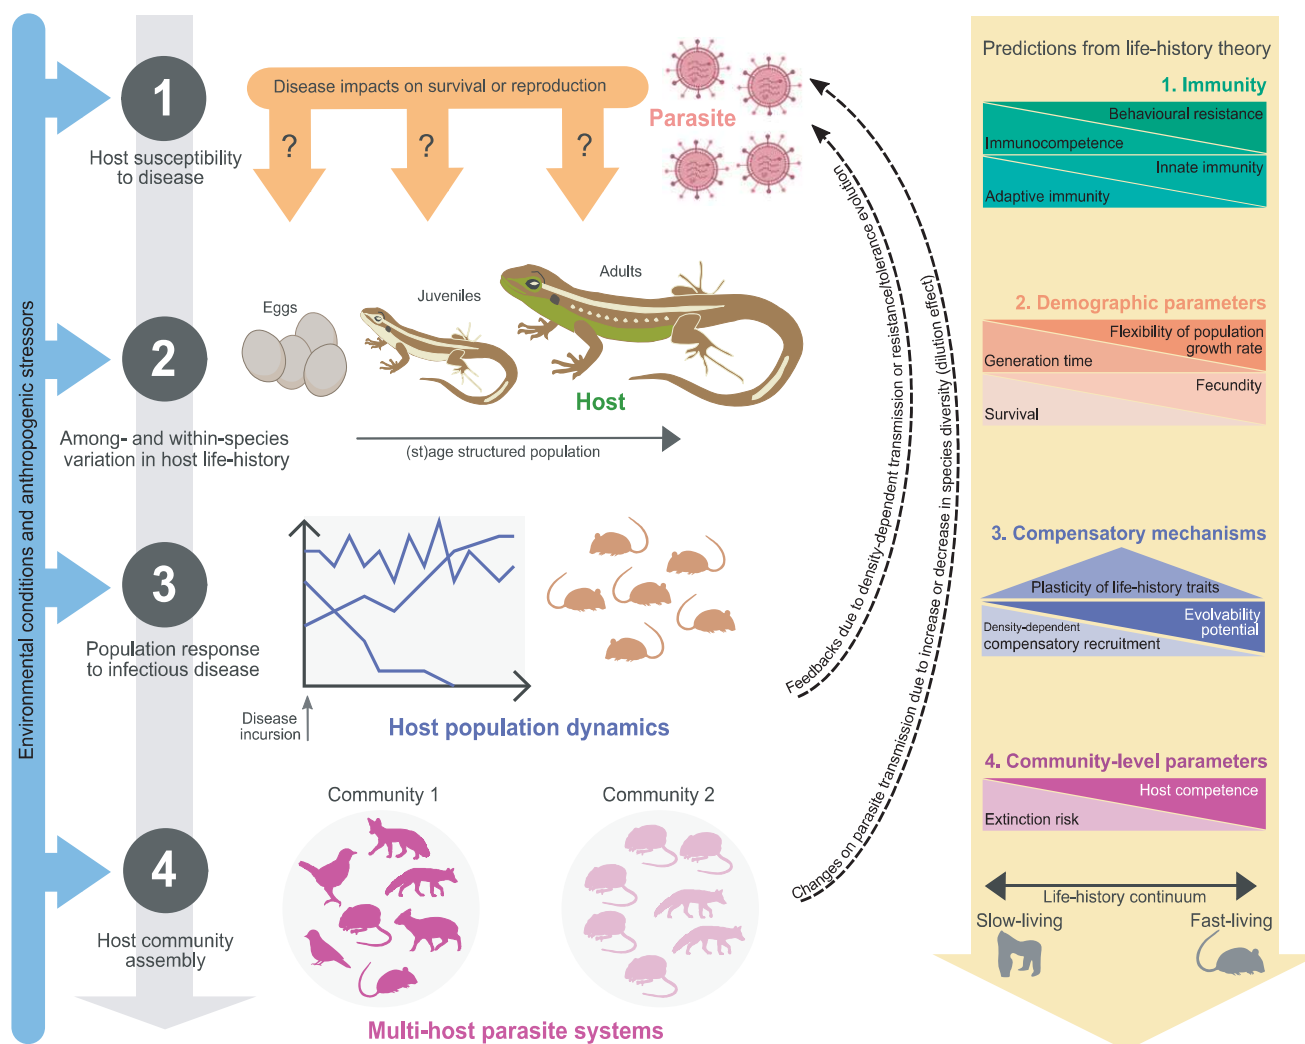 Environmental conditions and anthropogenic stressors
1
Host susceptibility
to disease
2
Among- and within-species
variation in host life-history
3
Population response
to infectious disease
4
Host community
assembly
Disease impacts on survival or reproduction
?
?
?
Parasite
Eggs
Juveniles
Adults
Host
(st)age structured population
Disease
incursion
Host population dynamics
Community 1
Community 2
Multi-host parasite systems
Feedbacks due to density-dependent transmission or resistance/tolerance evolution
Changes on parasite transmission due to increase or decrease in species diversity (dilution effect)
Predictions from life-history theory
1. Immunity
Behavioural resistance
Immunocompetence
Innate immunity
Adaptive immunity
2. Demographic parameters
Flexibility of population
growth rate
Generation time
Fecundity
Survival
3. Compensatory mechanisms
Plasticity of life-history traits
Evolvability
potential
Density-dependent
compensatory recruitment
4. Community-level parameters
Host competence
Extinction risk
Life-history continuum
Slow-living
Fast-living